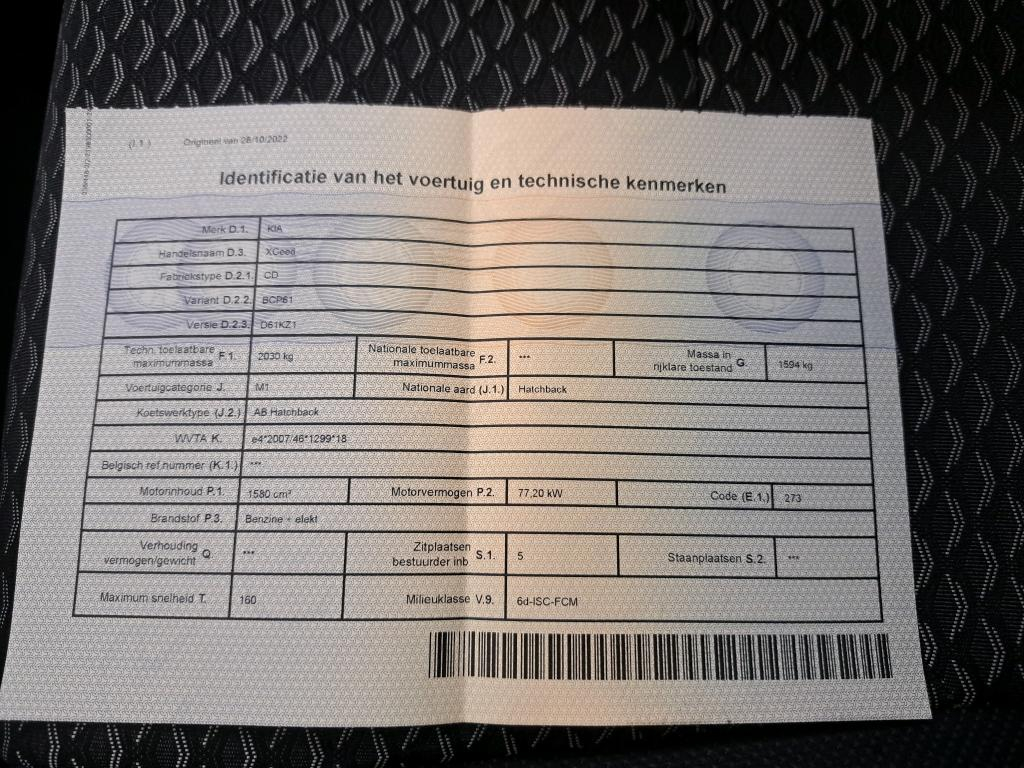 (I.1.) Origineel van 28/10/2022
Identificatie van het voertuig en technische kenmerken
Merk D.1. KIA
Handelsnaam D.3. XCeed
Fabriekstype D.2.1. CD
Variant D.2.2. BCP61
Versie D.2.3. D61KZ1
Techn. toelaatbare maximummassa F.1. 2030 kg Nationale toelaatbare maximummassa F.2. *** Massa in rijklare toestand G. 1594 kg
Voertuigcategorie J. M1 Nationale aard (J.1.) Hatchback
Koetswerktype (J.2.) AB Hatchback
WVTA K. e4*2007/46*1299*18
Belgisch ref nummer (K.1.) ***
Motorinhoud P.1. 1580 cm³ Motorvermogen P.2. 77,20 kW Code (E.1.) 273
Brandstof P.3. Benzine + elekt
Verhouding vermogen/gewicht Q. *** Zitplaatsen bestuurder inb S.1. 5 Staanplaatsen S.2. ***
Maximum snelheid T. 160 Milieuklasse V.9. 6d-ISC-FCM